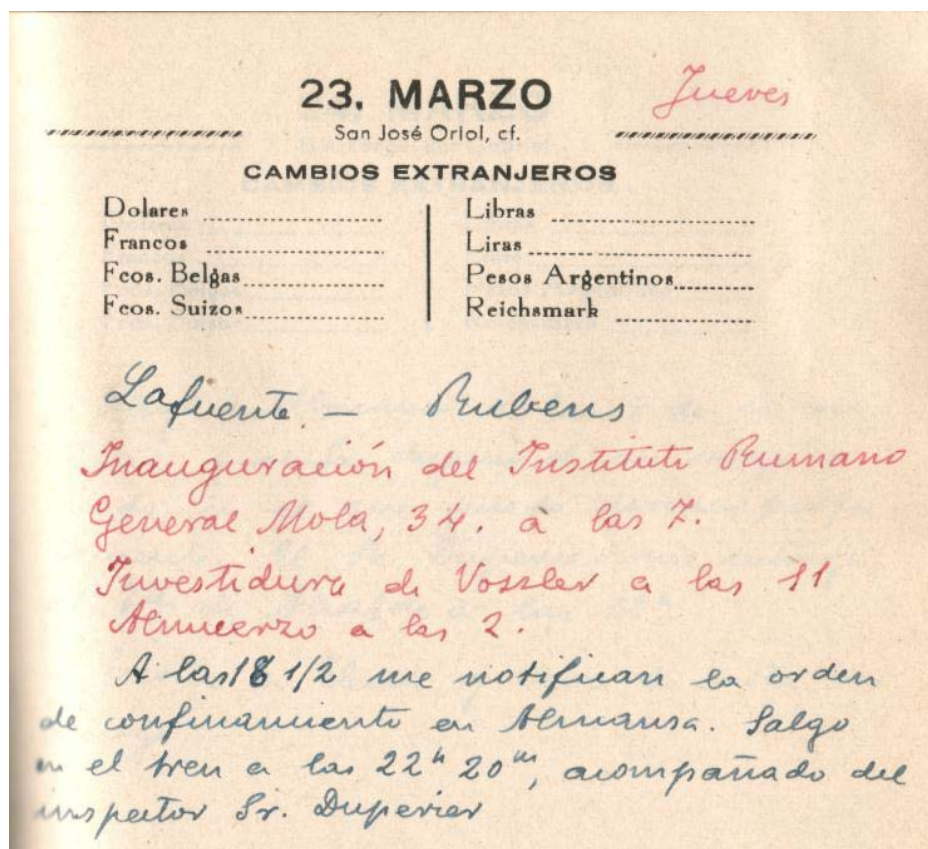 23. MARZO
Jueves
San José Oriol, cf.
CAMBIOS EXTRANJEROS
Dolares
Francos
Fcos. Belgas
Fcos. Suizos
Libras
Liras
Pesos Argentinos
Reichsmark
Lafuente. — Rubens
Inauguración del Instituto Rumano
General Mola, 34. a las 7.
Investidura de Vossler a las 11
Almuerzo a las 2.
A las 18 1/2 me notifican la orden
de confinamiento en Almansa. Salgo
en el tren a las 22h 20m, acompañado del
inspector Sr. Duperier